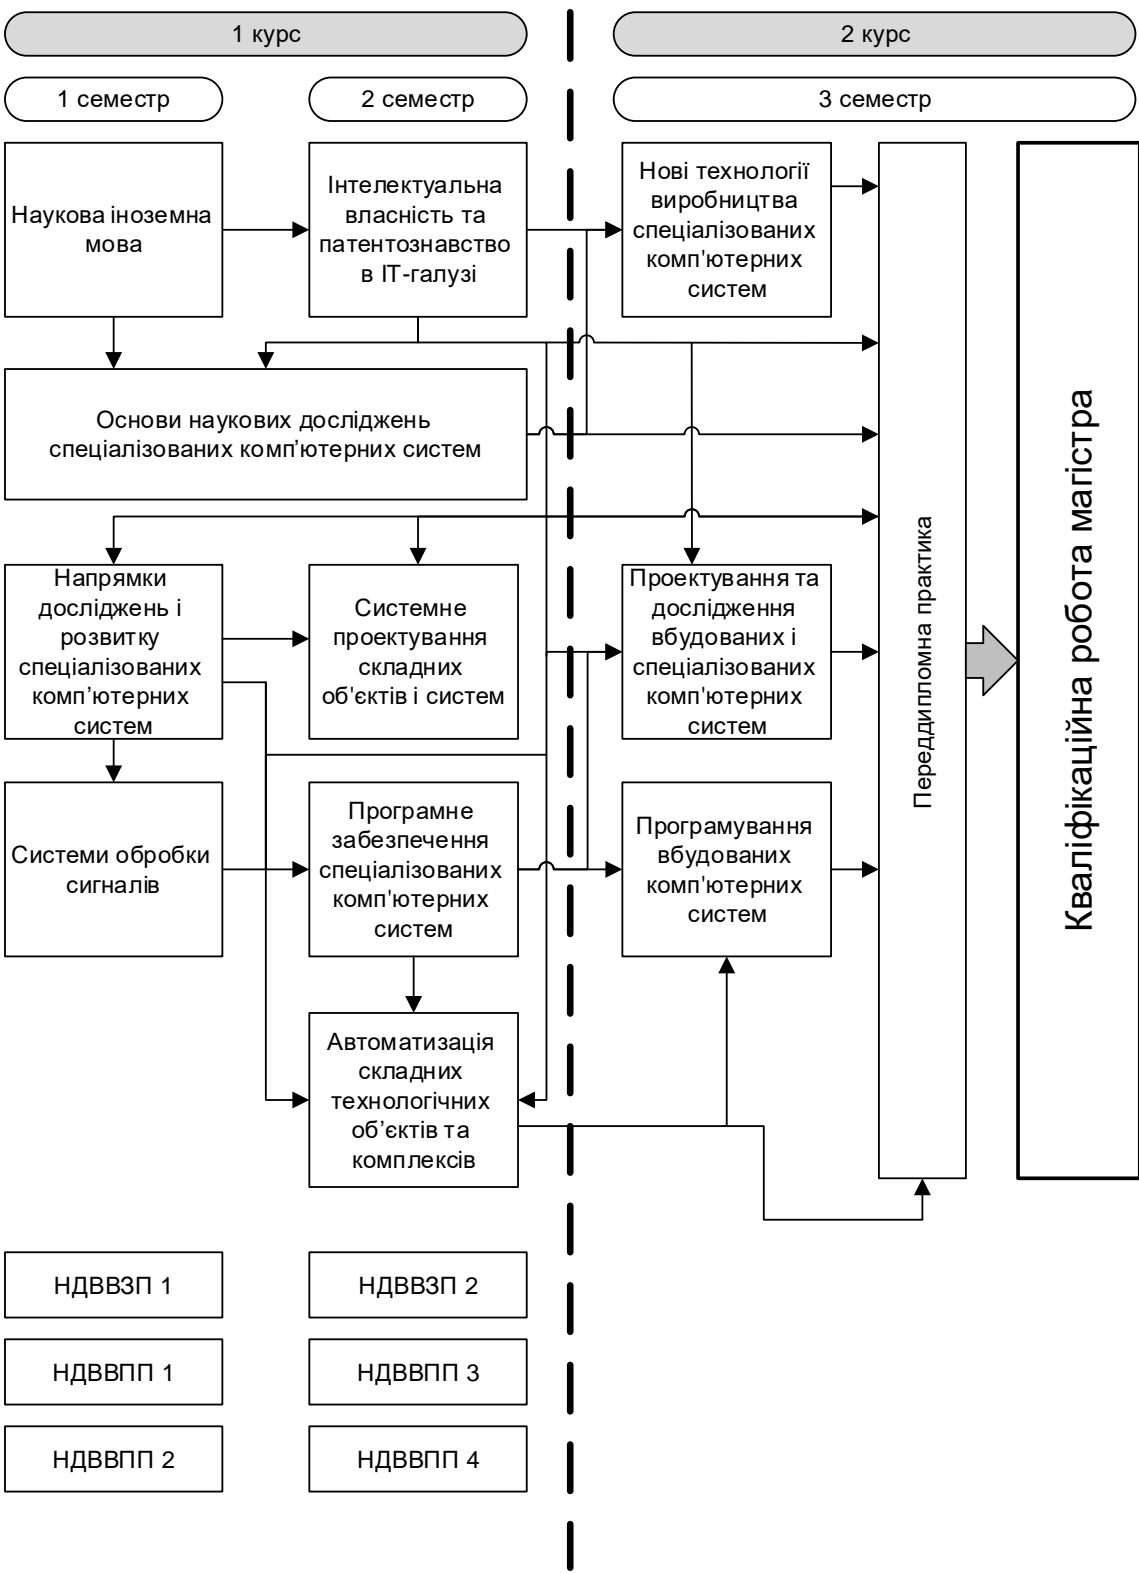 1 курс
2 курс
1 семестр
2 семестр
3 семестр
Наукова іноземна
мова
Інтелектуальна
власність та
патентознавство
в ІТ-галузі
Нові технології
виробництва
спеціалізованих
комп'ютерних
систем
Основи наукових досліджень
спеціалізованих комп’ютерних систем
Напрямки
досліджень і
розвитку
спеціалізованих
комп’ютерних
систем
Системне
проектування
складних
об'єктів і систем
Проектування та
дослідження
вбудованих і
спеціалізованих
комп'ютерних
систем
Системи обробки
сигналів
Програмне
забезпечення
спеціалізованих
комп'ютерних
систем
Програмування
вбудованих
комп'ютерних
систем
Автоматизація
складних
технологічних
об’єктів та
комплексів
Переддипломна практика
Кваліфікаційна робота магістра
НДВВЗП 1
НДВВЗП 2
НДВВПП 1
НДВВПП 3
НДВВПП 2
НДВВПП 4